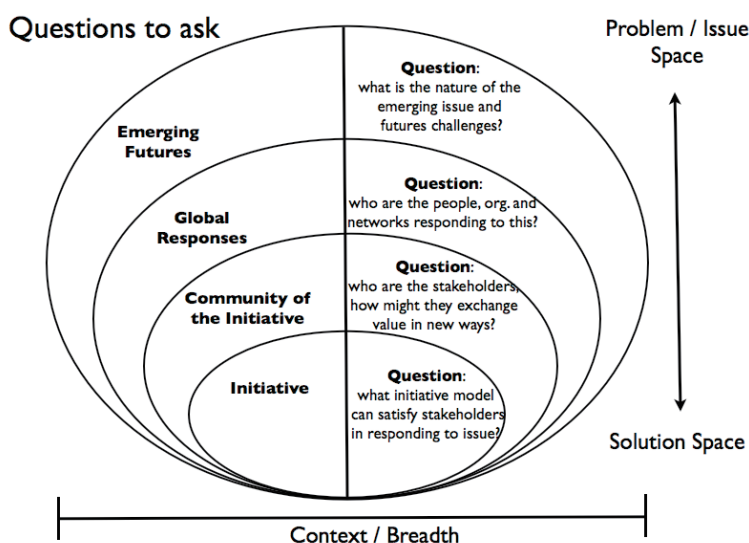 Questions to ask
Problem / Issue
Space
Question:
what is the nature of the
emerging issue and
futures challenges?
Emerging
Futures
Question:
who are the people, org. and
networks responding to this?
Global
Responses
Question:
who are the stakeholders,
how might they exchange
value in new ways?
Community of
the Initiative
Question:
what initiative model
can satisfy stakeholders
in responding to issue?
Initiative
Solution Space
Context / Breadth